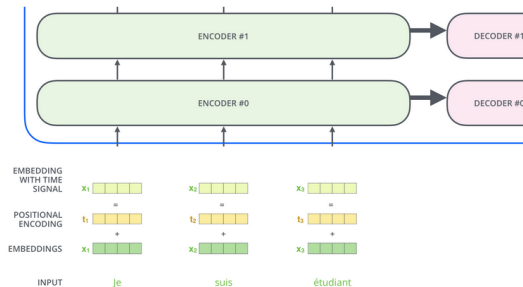 ENCODER #1
DECODER #1
ENCODER #0
DECODER #0
EMBEDDING
WITH TIME
SIGNAL
x1
x2
x3
= = =
POSITIONAL
ENCODING
t1
t2
t3
+ + +
EMBEDDINGS
x1
x2
x3
INPUT
Je
suis
étudiant